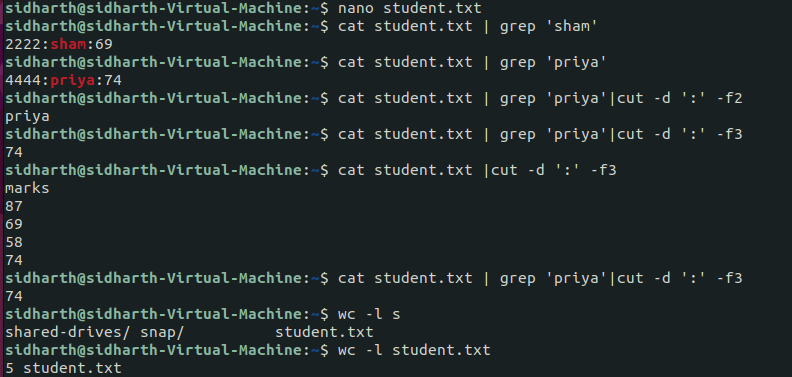 sidharth@sidharth-Virtual-Machine:~$ nano student.txt
sidharth@sidharth-Virtual-Machine:~$ cat student.txt | grep 'sham'
2222:sham:69
sidharth@sidharth-Virtual-Machine:~$ cat student.txt | grep 'priya'
4444:priya:74
sidharth@sidharth-Virtual-Machine:~$ cat student.txt | grep 'priya'|cut -d ':' -f2
priya
sidharth@sidharth-Virtual-Machine:~$ cat student.txt | grep 'priya'|cut -d ':' -f3
74
sidharth@sidharth-Virtual-Machine:~$ cat student.txt |cut -d ':' -f3
marks
87
69
58
74
sidharth@sidharth-Virtual-Machine:~$ cat student.txt | grep 'priya'|cut -d ':' -f3
74
sidharth@sidharth-Virtual-Machine:~$ wc -l s
shared-drives/ snap/          student.txt
sidharth@sidharth-Virtual-Machine:~$ wc -l student.txt
5 student.txt